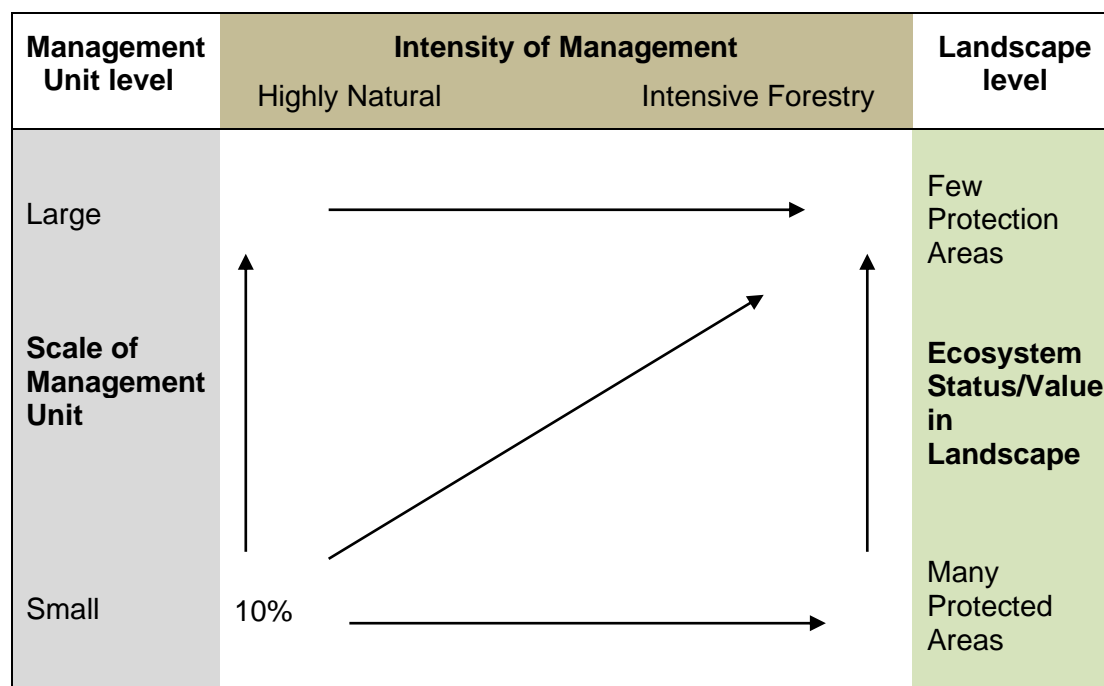 Management
Unit level
Intensity of Management
Highly Natural Intensive Forestry
Landscape
level
Large
Few
Protection
Areas
Scale of
Management
Unit
Ecosystem
Status/Value
in
Landscape
Small
10%
Many
Protected
Areas